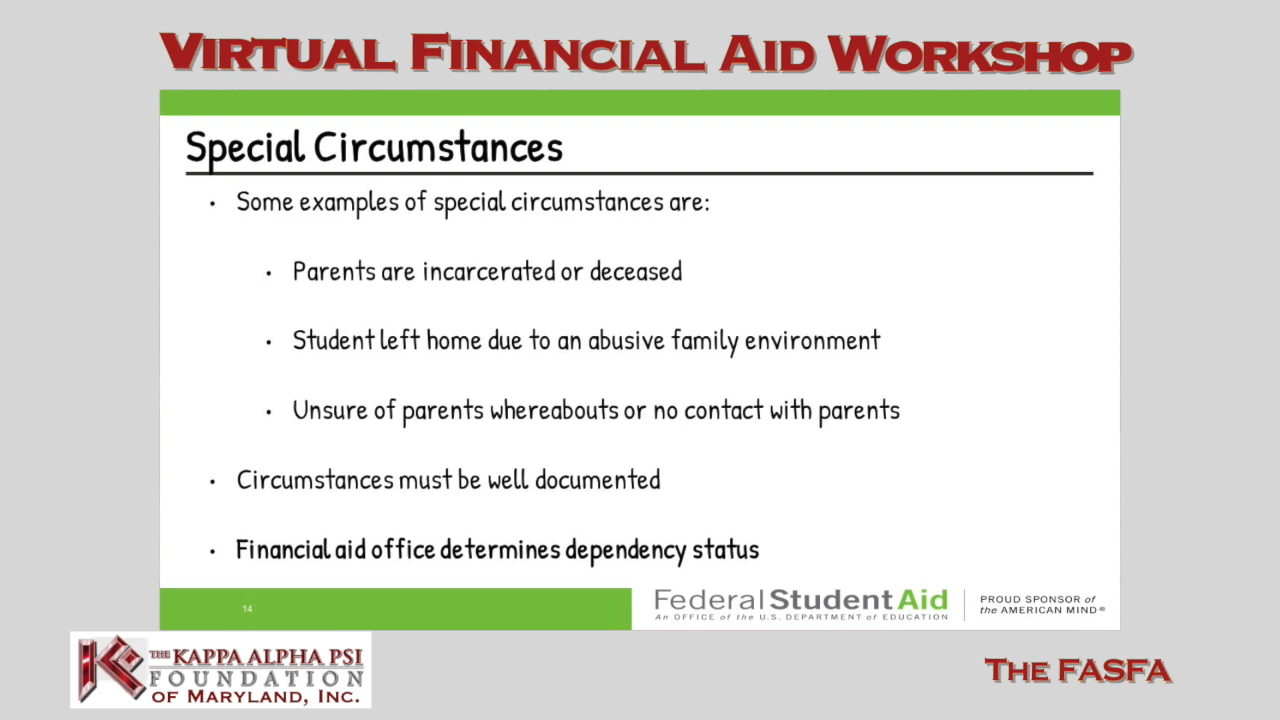 VIRTUAL FINANCIAL AID WORKSHOP
Special Circumstances
• Some examples of special circumstances are:
• Parents are incarcerated or deceased
• Student left home due to an abusive family environment
• Unsure of parents whereabouts or no contact with parents
• Circumstances must be well documented
• Financial aid office determines dependency status
14
Federal Student Aid
An OFFICE of the U.S. DEPARTMENT of EDUCATION
PROUD SPONSOR of
the AMERICAN MIND®
THE KAPPA ALPHA PSI
FOUNDATION
OF MARYLAND, INC.
THE FASFA